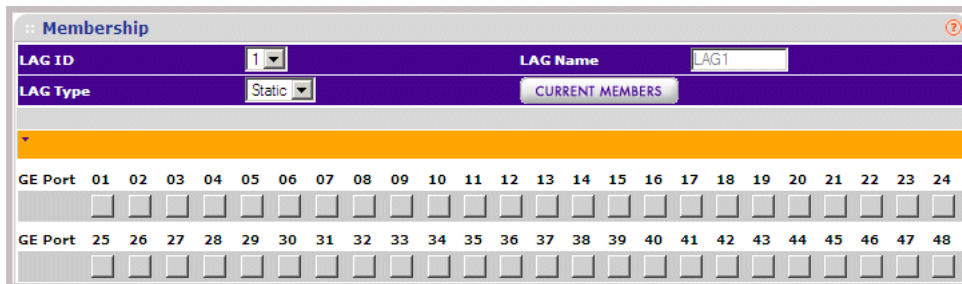 :: Membership ?
LAG ID 1 LAG Name LAG1
LAG Type Static CURRENT MEMBERS
GE Port 01 02 03 04 05 06 07 08 09 10 11 12 13 14 15 16 17 18 19 20 21 22 23 24
GE Port 25 26 27 28 29 30 31 32 33 34 35 36 37 38 39 40 41 42 43 44 45 46 47 48